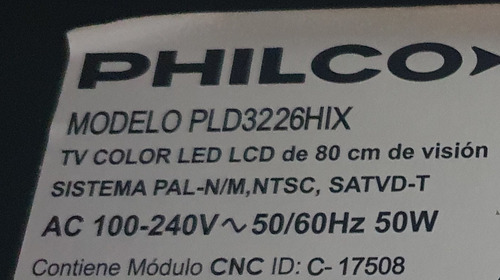 PHILCO
MODELO PLD3226HIX
TV COLOR LED LCD de 80 cm de visión
SISTEMA PAL-N/M,NTSC, SATVD-T
AC 100-240V∿50/60Hz 50W
Contiene Módulo CNC ID: C- 17508